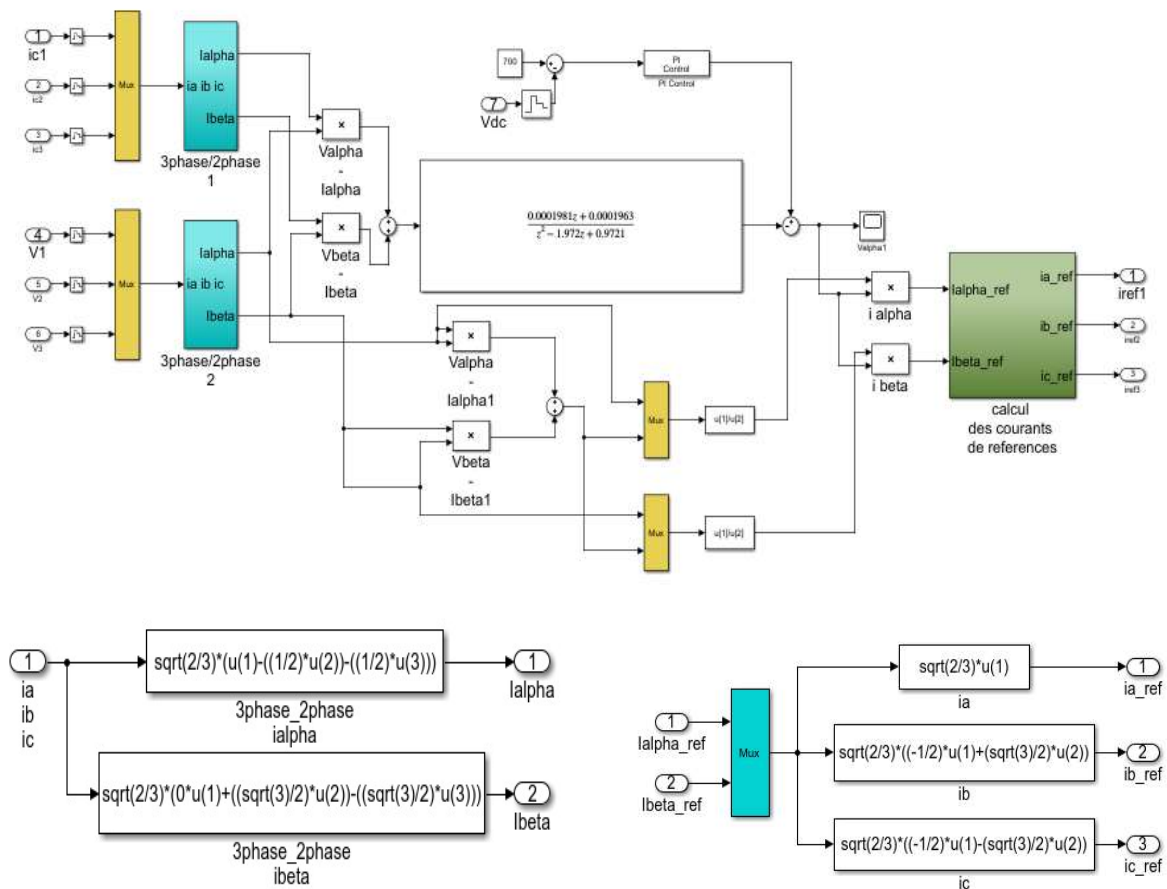 1
ic1
2
ic2
3
ic3
Mux
Ialpha
ia ib ic
Ibeta
3phase/2phase
1
4
V1
5
V2
6
V3
Mux
Ialpha
ia ib ic
Ibeta
3phase/2phase
2
×
Valpha
-
Ialpha
×
Vbeta
-
Ibeta
+
+
7
Vdc
+
-
PI
Control
PI Control
0.0001981z + 0.0001963
z² − 1.972z + 0.9721
Valpha1
×
Valpha
-
Ialpha1
×
Vbeta
-
Ibeta1
+
+
Mux
u[1]/u[2]
Mux
u[1]/u[2]
×
i alpha
×
i beta
Ialpha_ref
Ibeta_ref
ia_ref
ib_ref
ic_ref
calcul
des courants
de references
1
iref1
2
iref2
3
iref3
1
ia
ib
ic
sqrt(2/3)*(u(1)-((1/2)*u(2))-((1/2)*u(3)))
3phase_2phase
ialpha
1
Ialpha
sqrt(2/3)*(0*u(1)+((sqrt(3)/2)*u(2))-((sqrt(3)/2)*u(3)))
3phase_2phase
ibeta
2
Ibeta
1
Ialpha_ref
2
Ibeta_ref
Mux
sqrt(2/3)*u(1)
ia
1
ia_ref
sqrt(2/3)*((-1/2)*u(1)+(sqrt(3)/2)*u(2))
ib
2
ib_ref
sqrt(2/3)*((-1/2)*u(1)-(sqrt(3)/2)*u(2))
ic
3
ic_ref